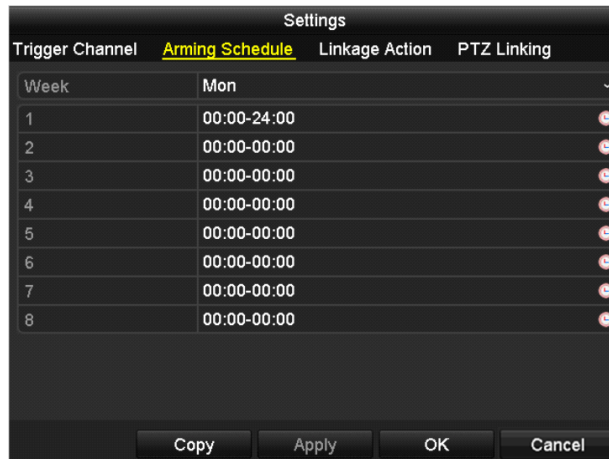 Settings
Trigger Channel Arming Schedule Linkage Action PTZ Linking
Week Mon
1 00:00-24:00
2 00:00-00:00
3 00:00-00:00
4 00:00-00:00
5 00:00-00:00
6 00:00-00:00
7 00:00-00:00
8 00:00-00:00
Copy Apply OK Cancel